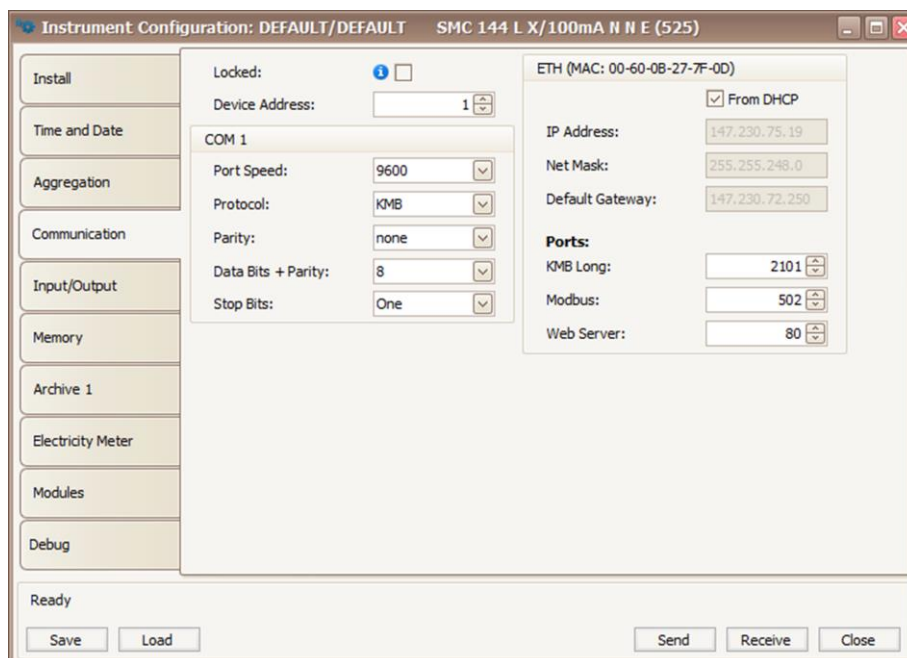 Instrument Configuration: DEFAULT/DEFAULT SMC 144 L X/100mA N N E (525)
Install
Time and Date
Aggregation
Communication
Input/Output
Memory
Archive 1
Electricity Meter
Modules
Debug
Locked:
Device Address: 1
COM 1
Port Speed: 9600
Protocol: KMB
Parity: none
Data Bits + Parity: 8
Stop Bits: One
ETH (MAC: 00-60-0B-27-7F-0D)
From DHCP
IP Address: 147.230.75.19
Net Mask: 255.255.248.0
Default Gateway: 147.230.72.250
Ports:
KMB Long: 2101
Modbus: 502
Web Server: 80
Ready
Save Load Send Receive Close